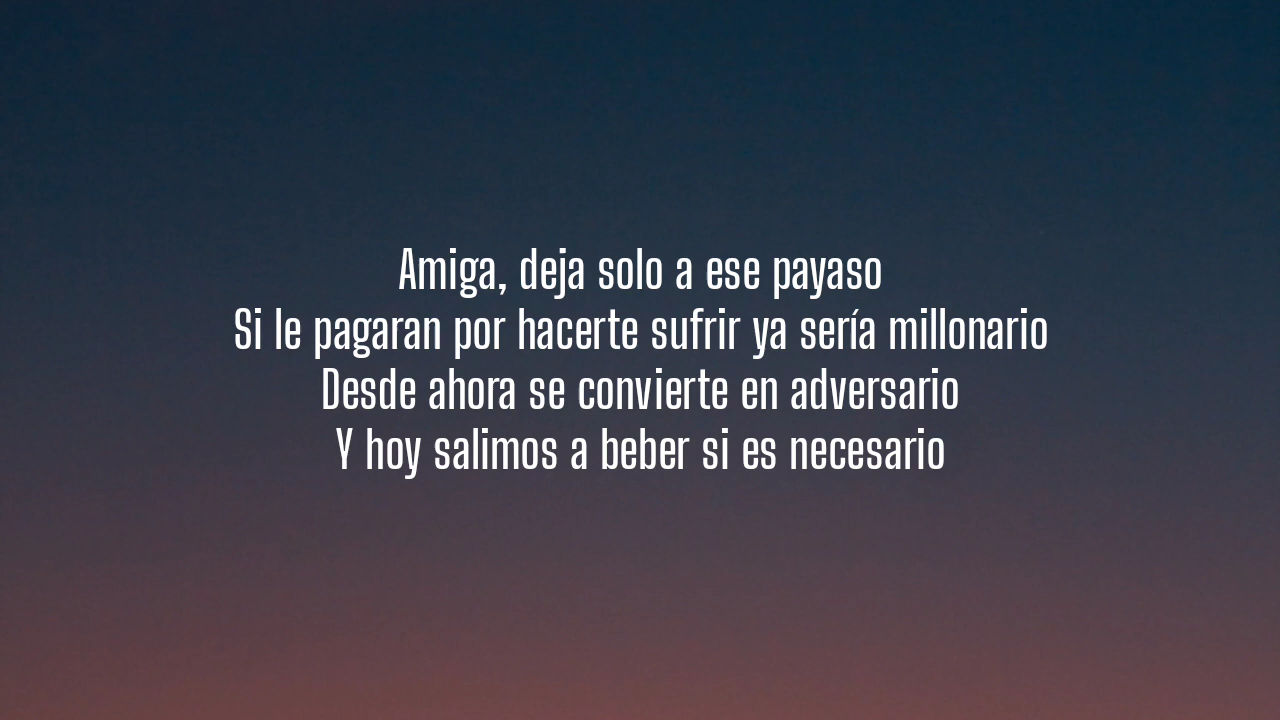 Amiga, deja solo a ese payaso
Si le pagaran por hacerte sufrir ya sería millonario
Desde ahora se convierte en adversario
Y hoy salimos a beber si es necesario